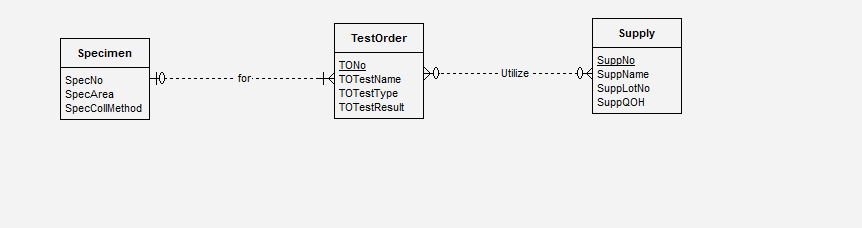 Specimen
SpecNo
SpecArea
SpecCollMethod
for
TestOrder
TONo
TOTestName
TOTestType
TOTestResult
Utilize
Supply
SuppNo
SuppName
SuppLotNo
SuppQOH